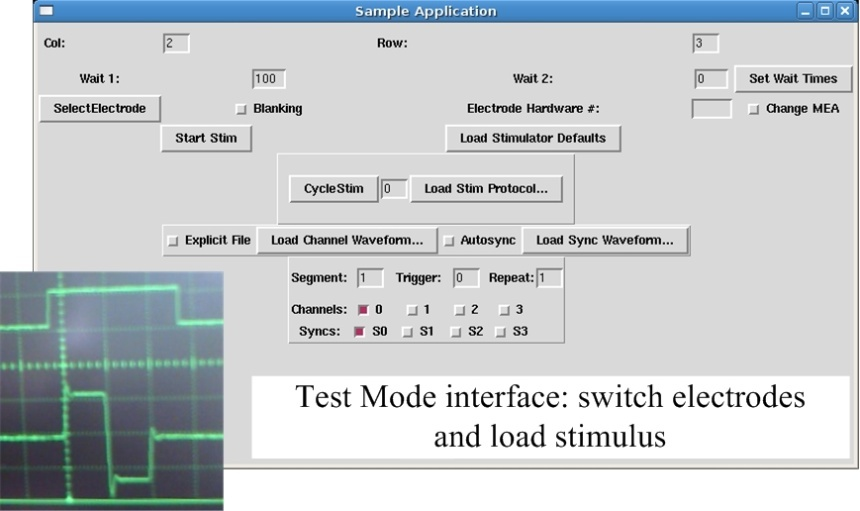 Sample Application
Col: 2 Row: 3
Wait 1: 100 Wait 2: 0 Set Wait Times
SelectElectrode Blanking Electrode Hardware #: Change MEA
Start Stim Load Stimulator Defaults
CycleStim 0 Load Stim Protocol...
Explicit File Load Channel Waveform... Autosync Load Sync Waveform...
Segment: 1 Trigger: 0 Repeat: 1
Channels: 0 1 2 3
Syncs: S0 S1 S2 S3
Test Mode interface: switch electrodes
and load stimulus